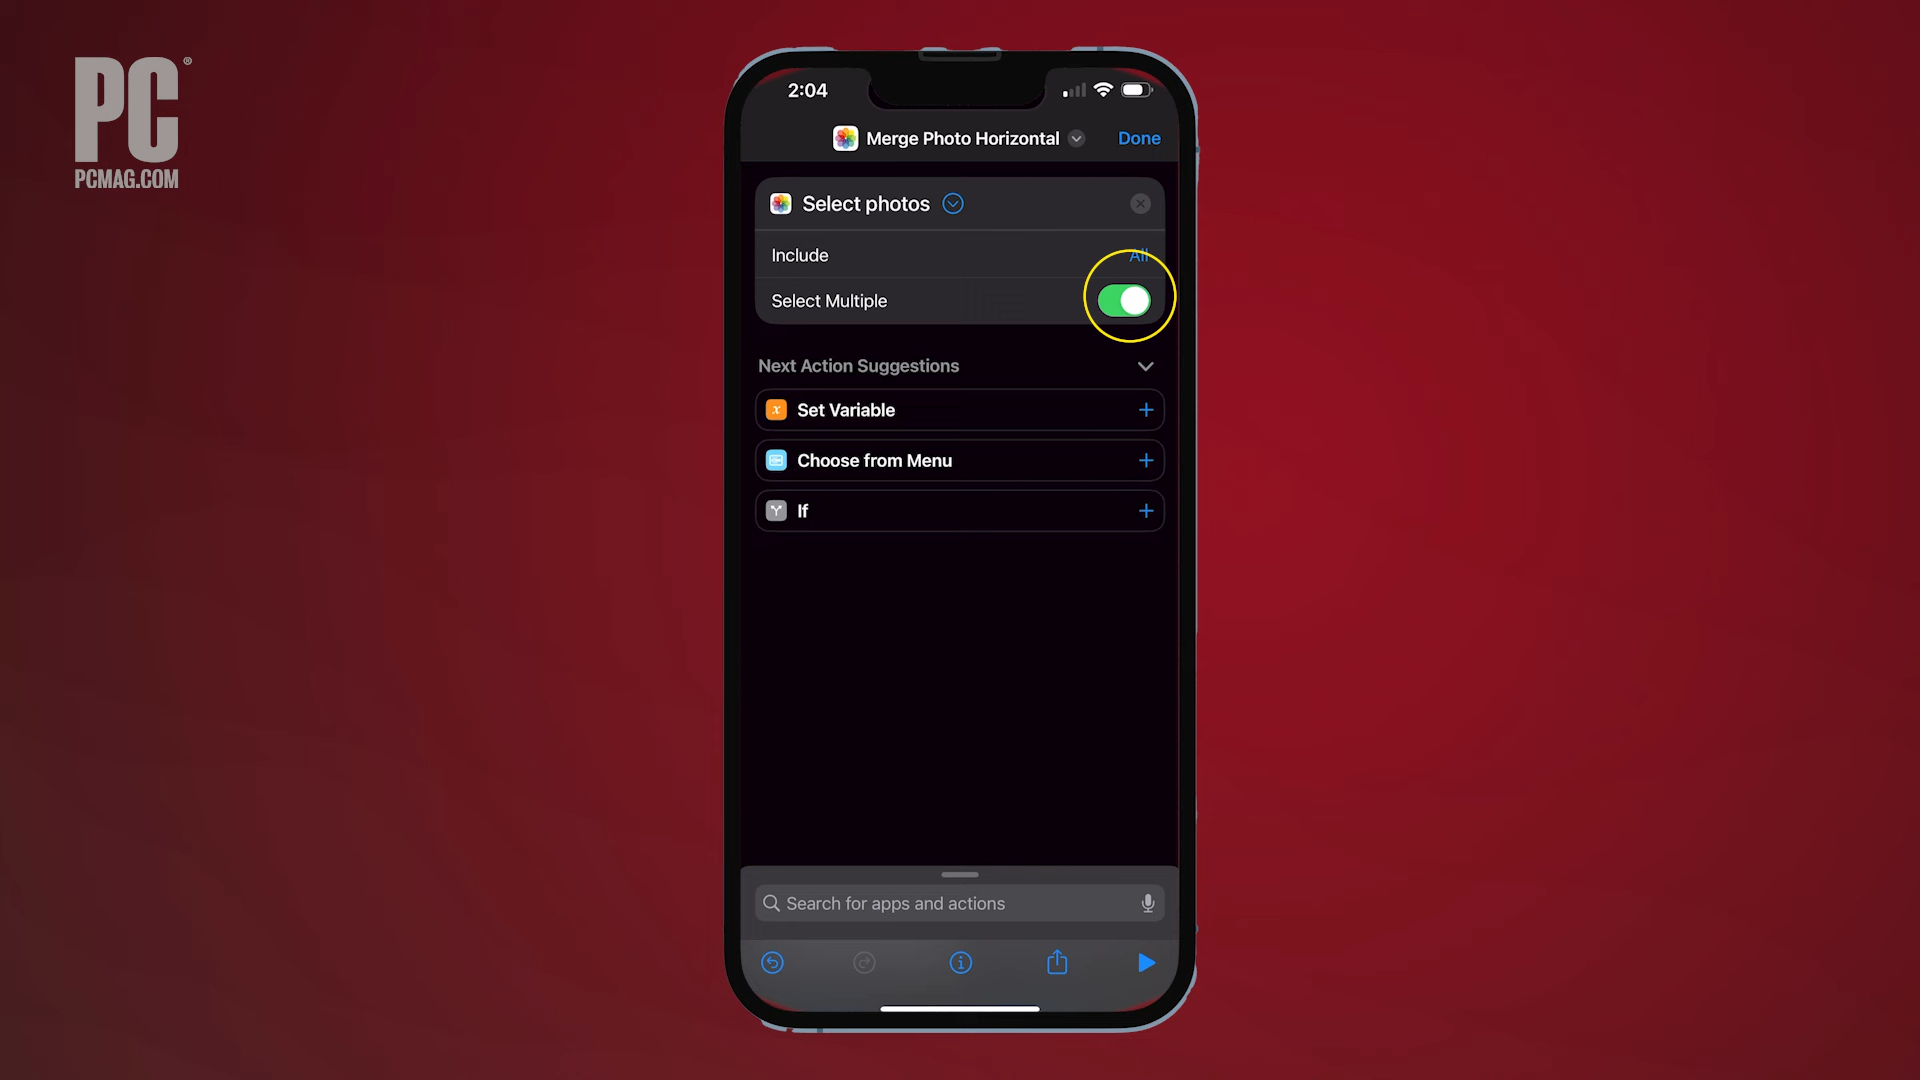 PC®
PCMAG.COM
2:04
Merge Photo Horizontal
Done
Select photos
Include
All
Select Multiple
Next Action Suggestions
x Set Variable
Choose from Menu
If
Search for apps and actions